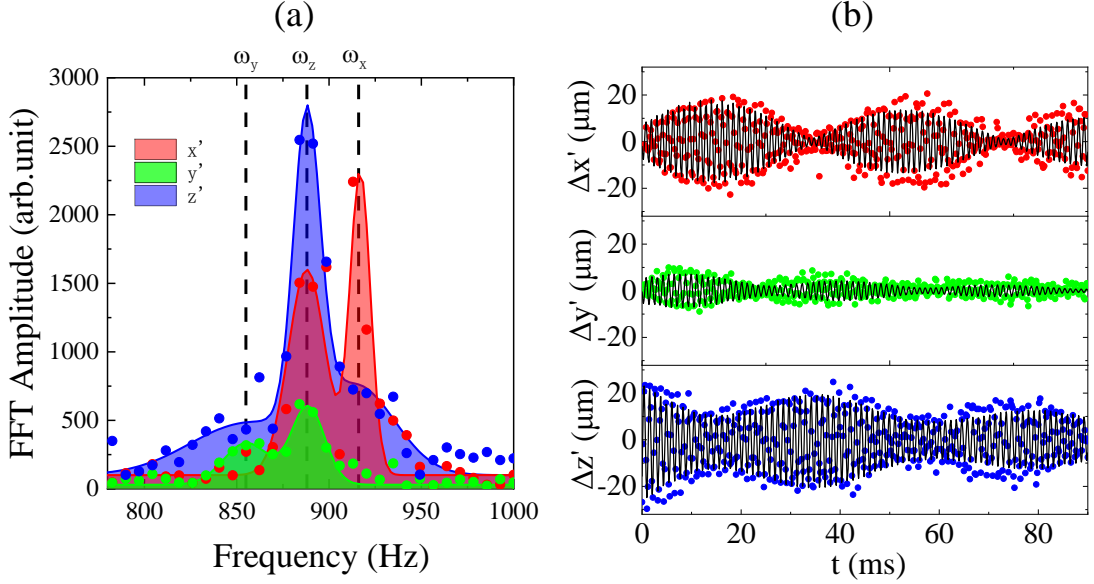 (a)
(b)
ω_y ω_z ω_x
3000
2500
2000
1500
1000
500
0
FFT Amplitude (arb.unit)
x'
y'
z'
800 850 900 950 1000
Frequency (Hz)
20
0
-20
Δx' (μm)
20
0
-20
Δy' (μm)
20
0
-20
Δz' (μm)
0 20 40 60 80
t (ms)